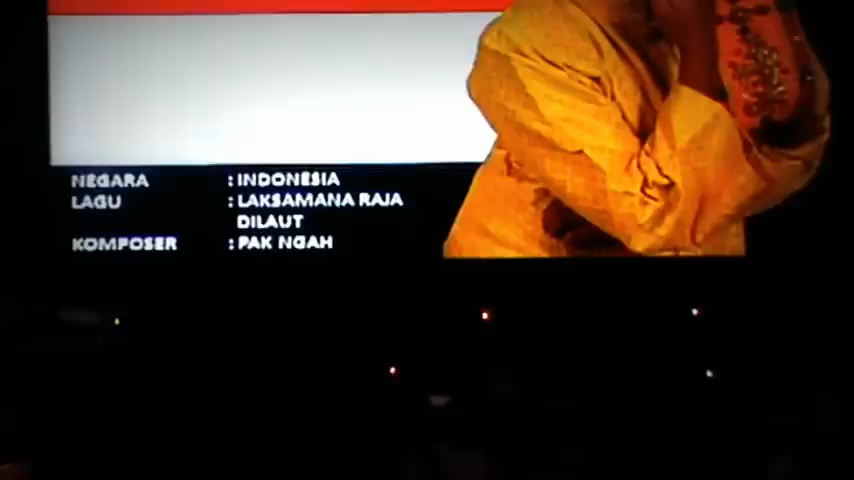 NEGARA : INDONESIA
LAGU : LAKSAMANA RAJA
DILAUT
KOMPOSER : PAK NGAH